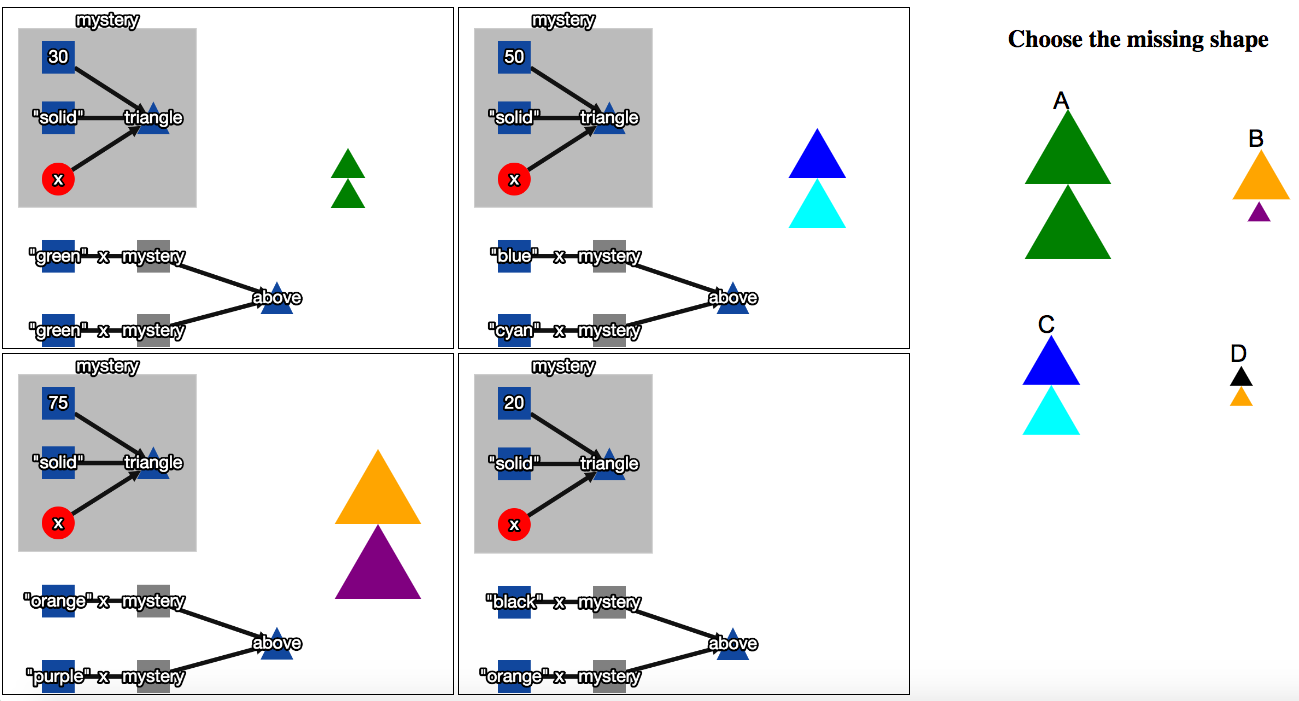 mystery
30
"solid" triangle
x
"green" x mystery
above
"green" x mystery
mystery
50
"solid" triangle
x
"blue" x mystery
above
"cyan" x mystery
mystery
75
"solid" triangle
x
"orange" x mystery
above
"purple" x mystery
mystery
20
"solid" triangle
x
"black" x mystery
above
"orange" x mystery
Choose the missing shape
A
B
C
D